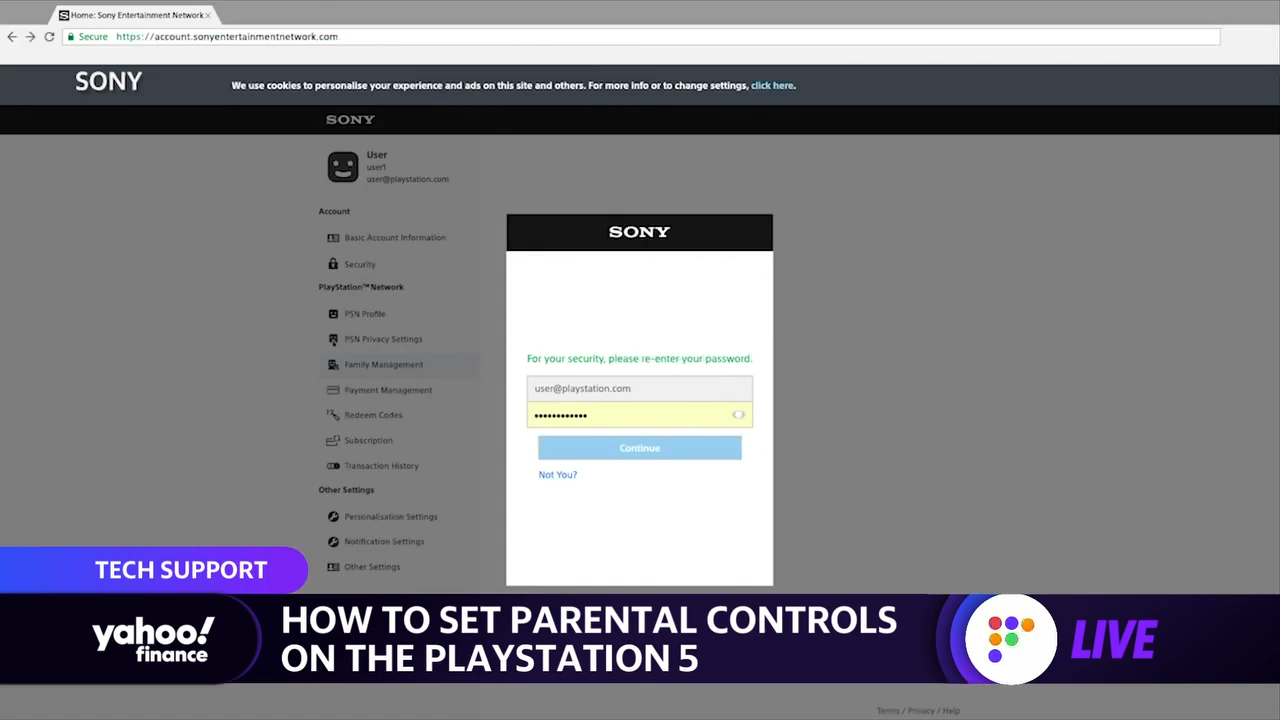 Home: Sony Entertainment Network
Secure https://account.sonyentertainmentnetwork.com
SONY
We use cookies to personalise your experience and ads on this site and others. For more info or to change settings, click here.
SONY
User
user1
user@playstation.com
Account
Basic Account Information
Security
PlayStation™Network
PSN Profile
PSN Privacy Settings
Family Management
Payment Management
Redeem Codes
Subscription
Transaction History
Other Settings
Personalisation Settings
Notification Settings
Other Settings
SONY
For your security, please re-enter your password.
user@playstation.com
••••••••••••
Continue
Not You?
TECH SUPPORT
yahoo!
finance
HOW TO SET PARENTAL CONTROLS
ON THE PLAYSTATION 5
LIVE
Terms / Privacy / Help